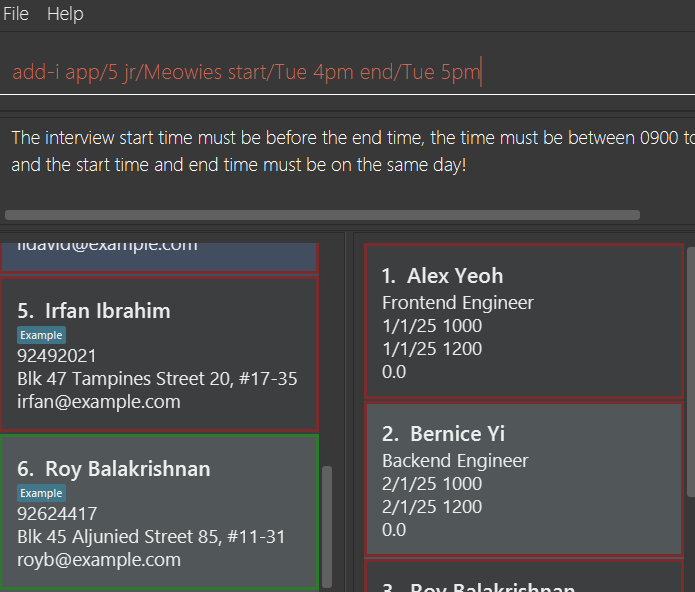 File Help
add-i app/5 jr/Meowies start/Tue 4pm end/Tue 5pm
The interview start time must be before the end time, the time must be between 0900 to
and the start time and end time must be on the same day!
lidavid@example.com
5. Irfan Ibrahim
Example
92492021
Blk 47 Tampines Street 20, #17-35
irfan@example.com
6. Roy Balakrishnan
Example
92624417
Blk 45 Aljunied Street 85, #11-31
royb@example.com
1. Alex Yeoh
Frontend Engineer
1/1/25 1000
1/1/25 1200
0.0
2. Bernice Yi
Backend Engineer
2/1/25 1000
2/1/25 1200
0.0
3. Roy Balakrishnan